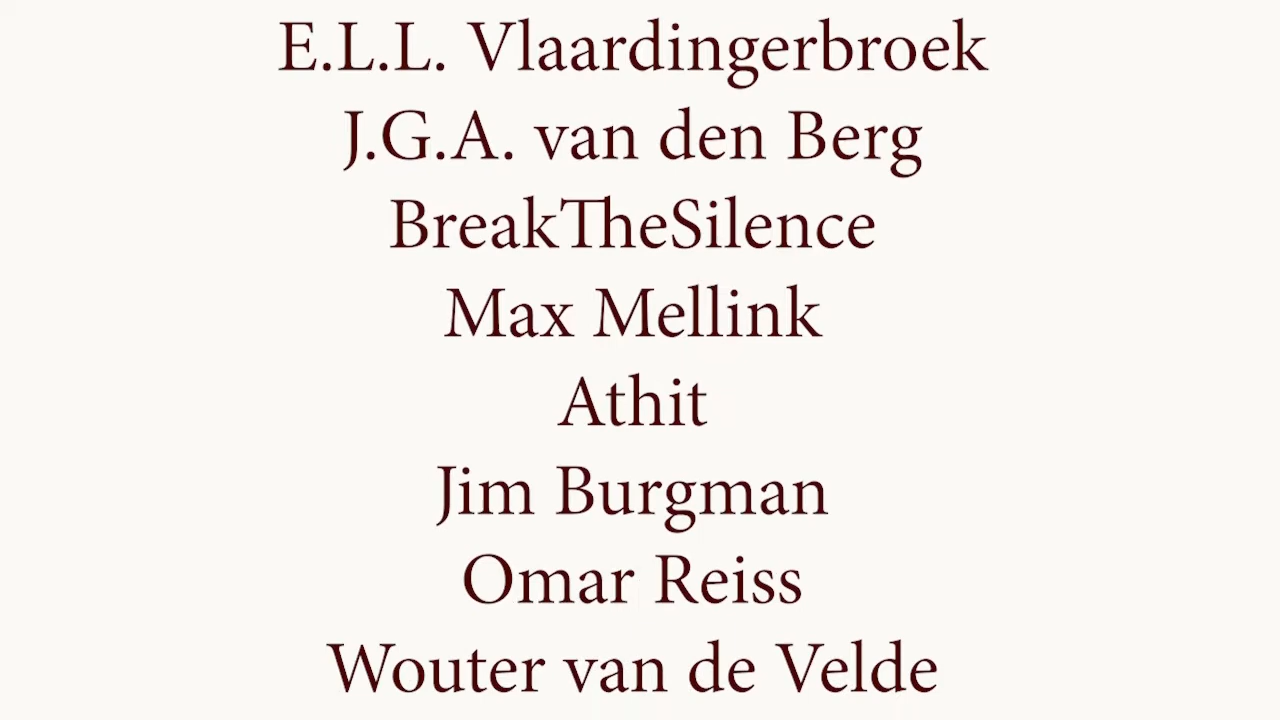 E.L.L. Vlaardingerbroek
J.G.A. van den Berg
BreakTheSilence
Max Mellink
Athit
Jim Burgman
Omar Reiss
Wouter van de Velde